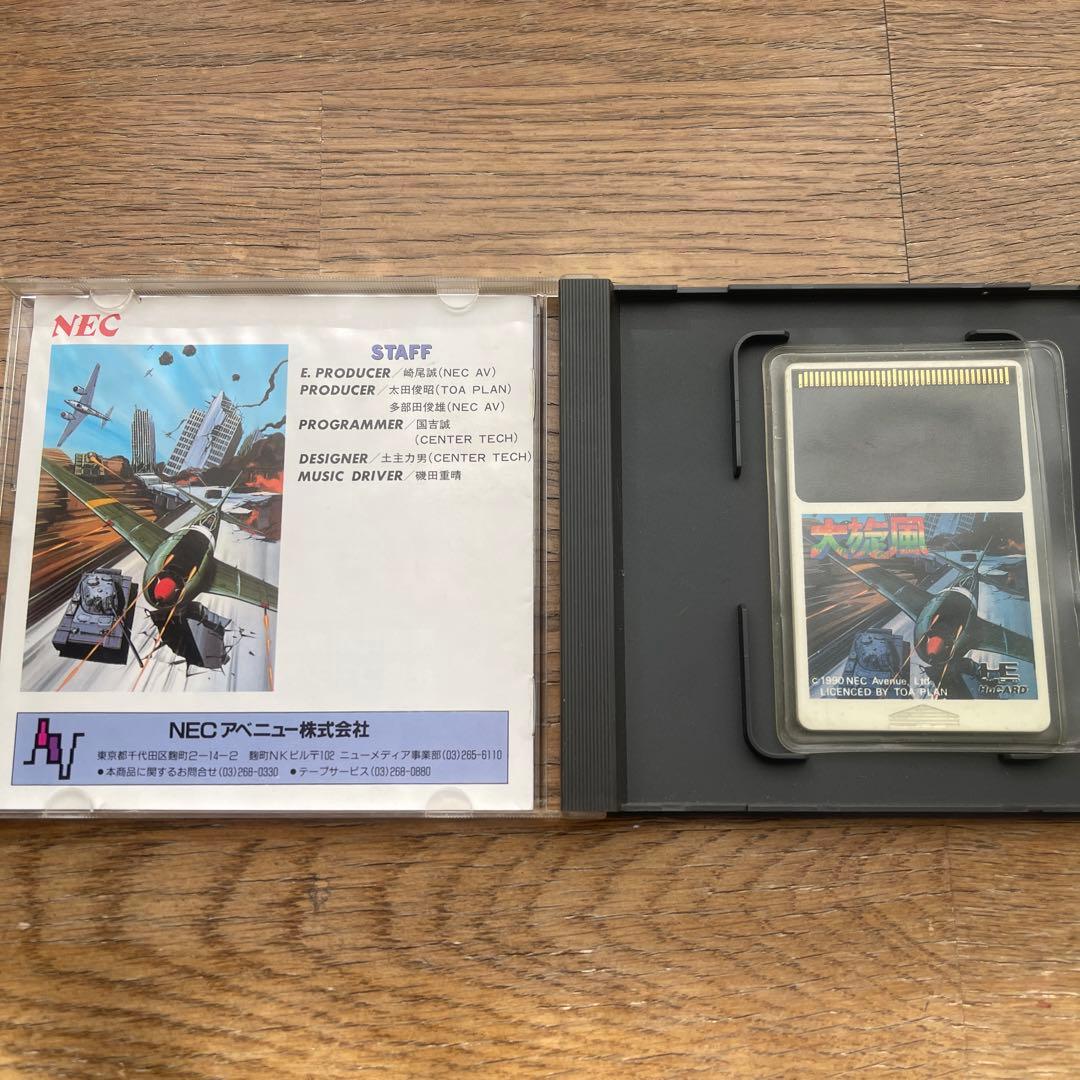 NEC
STAFF
E. PRODUCER/崎尾誠(NEC AV)
PRODUCER/太田俊昭(TOA PLAN)
多部田俊雄(NEC AV)
PROGRAMMER/国吉誠
(CENTER TECH)
DESIGNER/土主力男(CENTER TECH)
MUSIC DRIVER/磯田重晴
NECアベニュー株式会社
東京都千代田区麹町2-14-2 麹町NKビル〒102 ニューメディア事業部(03)265-6110
●本商品に関するお問合せ(03)268-0330 ●テープサービス(03)268-0880
大旋風
c 1990 NEC Avenue, Ltd.
LICENCED BY TOA PLAN
HuCARD